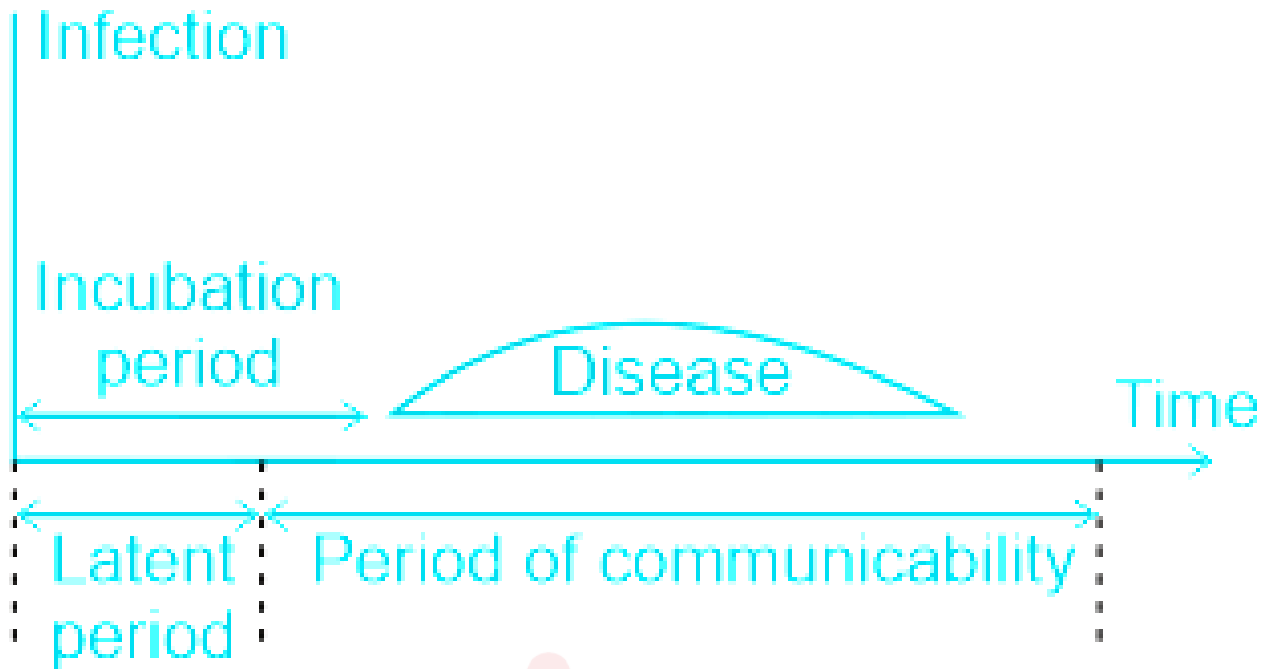 Infection
Incubation
period
Disease
Time
Latent
period
Period of communicability